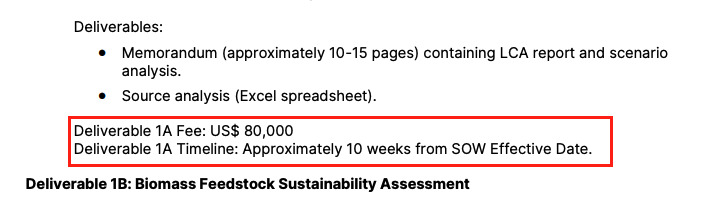 Deliverables:
● Memorandum (approximately 10-15 pages) containing LCA report and scenario
analysis.
● Source analysis (Excel spreadsheet).
Deliverable 1A Fee: US$ 80,000
Deliverable 1A Timeline: Approximately 10 weeks from SOW Effective Date.
Deliverable 1B: Biomass Feedstock Sustainability Assessment